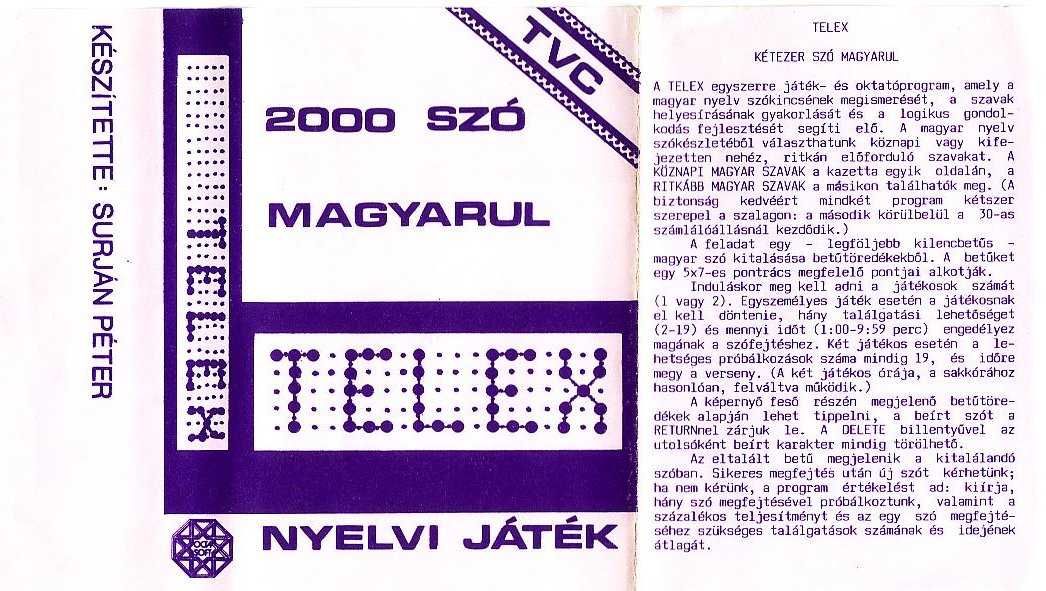 KÉSZÍTETTE: SURJÁN PÉTER
TELEX
TVC
2000 SZÓ
MAGYARUL
TELEX
NYELVI JÁTÉK
OCTA
SOFT
TELEX
KÉTEZER SZÓ MAGYARUL
A TELEX egyszerre játék- és oktatóprogram, amely a
magyar nyelv szókincsének megismerését, a szavak
helyesírásának gyakorlását és a logikus gondol-
kodás fejlesztését segíti elő. A magyar nyelv
szókészletéből választhatunk köznapi vagy kife-
jezetten nehéz, ritkán előforduló szavakat. A
KÖZNAPI MAGYAR SZAVAK a kazetta egyik oldalán, a
RITKÁBB MAGYAR SZAVAK a másikon találhatók meg. (A
biztonság kedvéért mindkét program kétszer
szerepel a szalagon: a második körülbelül a 30-as
számlálóállásnál kezdődik.)
A feladat egy - legföljebb kilencbetűs -
magyar szó kitalásása betűtöredékekből. A betűket
egy 5x7-es pontrács megfelelő pontjai alkotják.
Induláskor meg kell adni a játékosok számát
(1 vagy 2). Egyszemélyes játék esetén a játékosnak
el kell döntenie, hány találgatási lehetőséget
(2-19) és mennyi időt (1:00-9:59 perc) engedélyez
magának a szófejtéshez. Két játékos esetén a le-
hetséges próbálkozások száma mindig 19, és időre
megy a verseny. (A két játékos órája, a sakkórához
hasonlóan, felváltva működik.)
A képernyő feső részén megjelenő betűtöre-
dékek alapján lehet tippelni, a beírt szót a
RETURNnel zárjuk le. A DELETE billentyűvel az
utolsóként beírt karakter mindig törölhető.
Az eltalált betű megjelenik a kitalálandó
szóban. Sikeres megfejtés után új szót kérhetünk;
ha nem kérünk, a program értékelést ad: kiírja,
hány szó megfejtésével próbálkoztunk, valamint a
százalékos teljesítményt és az egy szó megfejté-
séhez szükséges találgatások számának és idejének
átlagát.